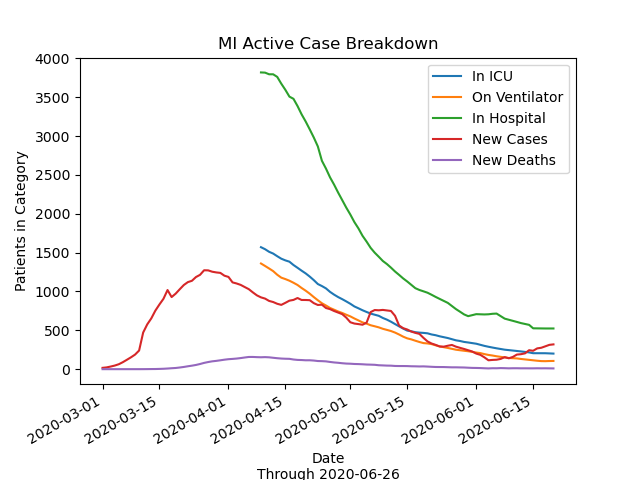 MI Active Case Breakdown
Patients in Category
4000
3500
3000
2500
2000
1500
1000
500
0
In ICU
On Ventilator
In Hospital
New Cases
New Deaths
2020-03-01
2020-03-15
2020-04-01
2020-04-15
2020-05-01
2020-05-15
2020-06-01
2020-06-15
Date
Through 2020-06-26